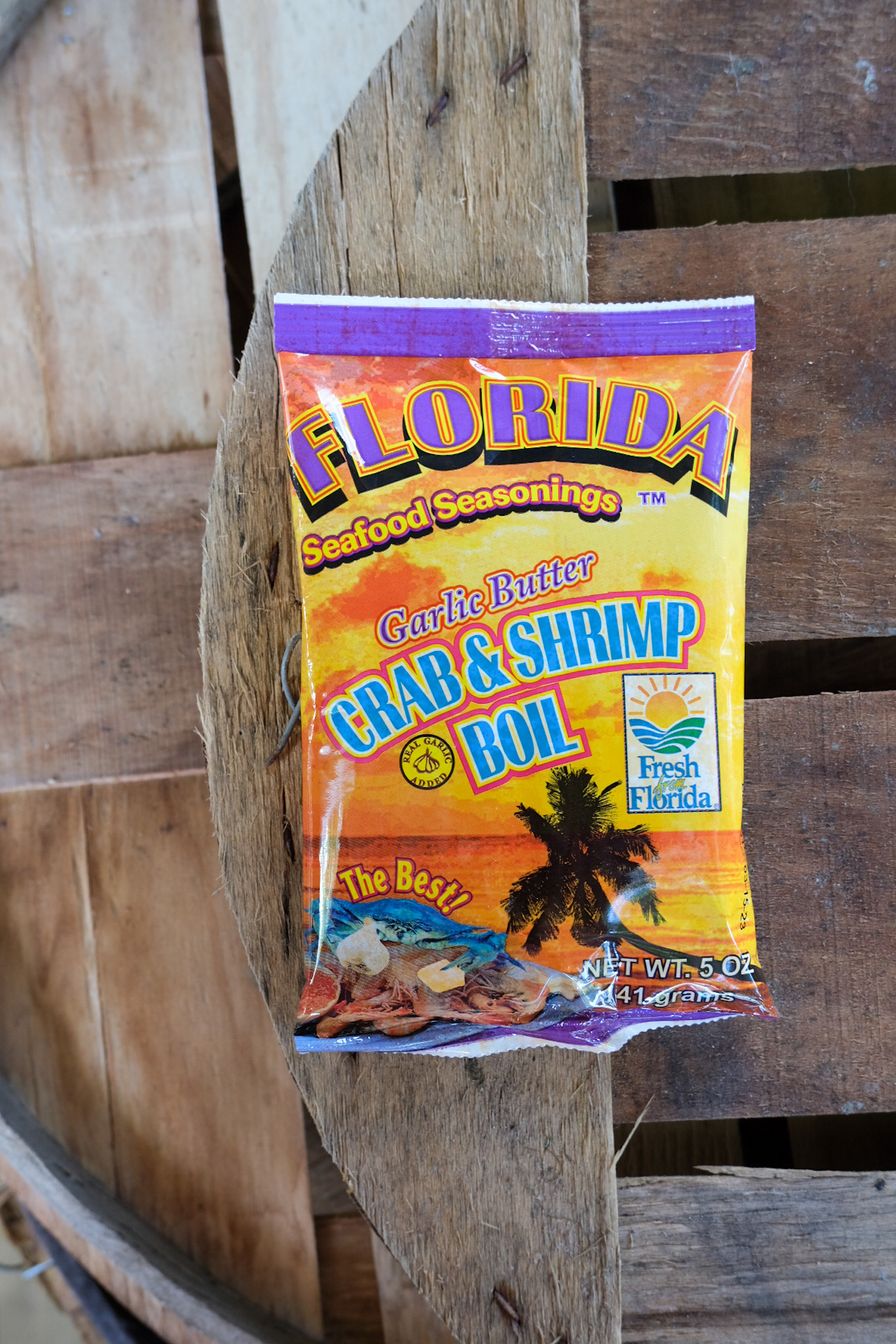 FLORIDA
Seafood Seasonings ™
Garlic Butter
CRAB & SHRIMP
BOIL
REAL GARLIC
ADDED
Fresh
from
Florida
The Best!
NET WT. 5 OZ
141 grams